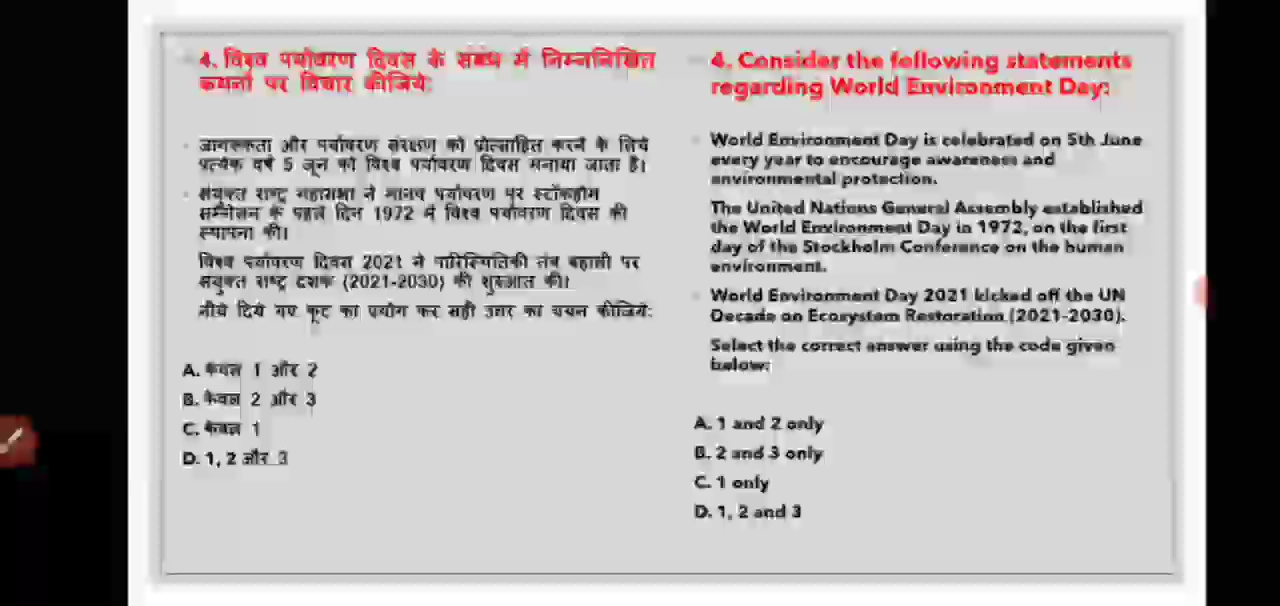 4. विश्व पर्यावरण दिवस के संबंध में निम्नलिखित
कथनों पर विचार कीजिये:
जागरूकता और पर्यावरण संरक्षण को प्रोत्साहित करने के लिये
प्रत्येक वर्ष 5 जून को विश्व पर्यावरण दिवस मनाया जाता है।
संयुक्त राष्ट्र महासभा ने मानव पर्यावरण पर स्टॉकहोम
सम्मेलन के पहले दिन 1972 में विश्व पर्यावरण दिवस की
स्थापना की।
विश्व पर्यावरण दिवस 2021 ने पारिस्थितिकी तंत्र बहाली पर
संयुक्त राष्ट्र दशक (2021-2030) की शुरुआत की।
नीचे दिये गए कूट का प्रयोग कर सही उत्तर का चयन कीजिये:
A. केवल 1 और 2
B. केवल 2 और 3
C. केवल 1
D. 1, 2 और 3
4. Consider the following statements
regarding World Environment Day:
World Environment Day is celebrated on 5th June
every year to encourage awareness and
environmental protection.
The United Nations General Assembly established
the World Environment Day in 1972, on the first
day of the Stockholm Conference on the human
environment.
World Environment Day 2021 kicked off the UN
Decade on Ecosystem Restoration (2021-2030).
Select the correct answer using the code given
below:
A. 1 and 2 only
B. 2 and 3 only
C. 1 only
D. 1, 2 and 3